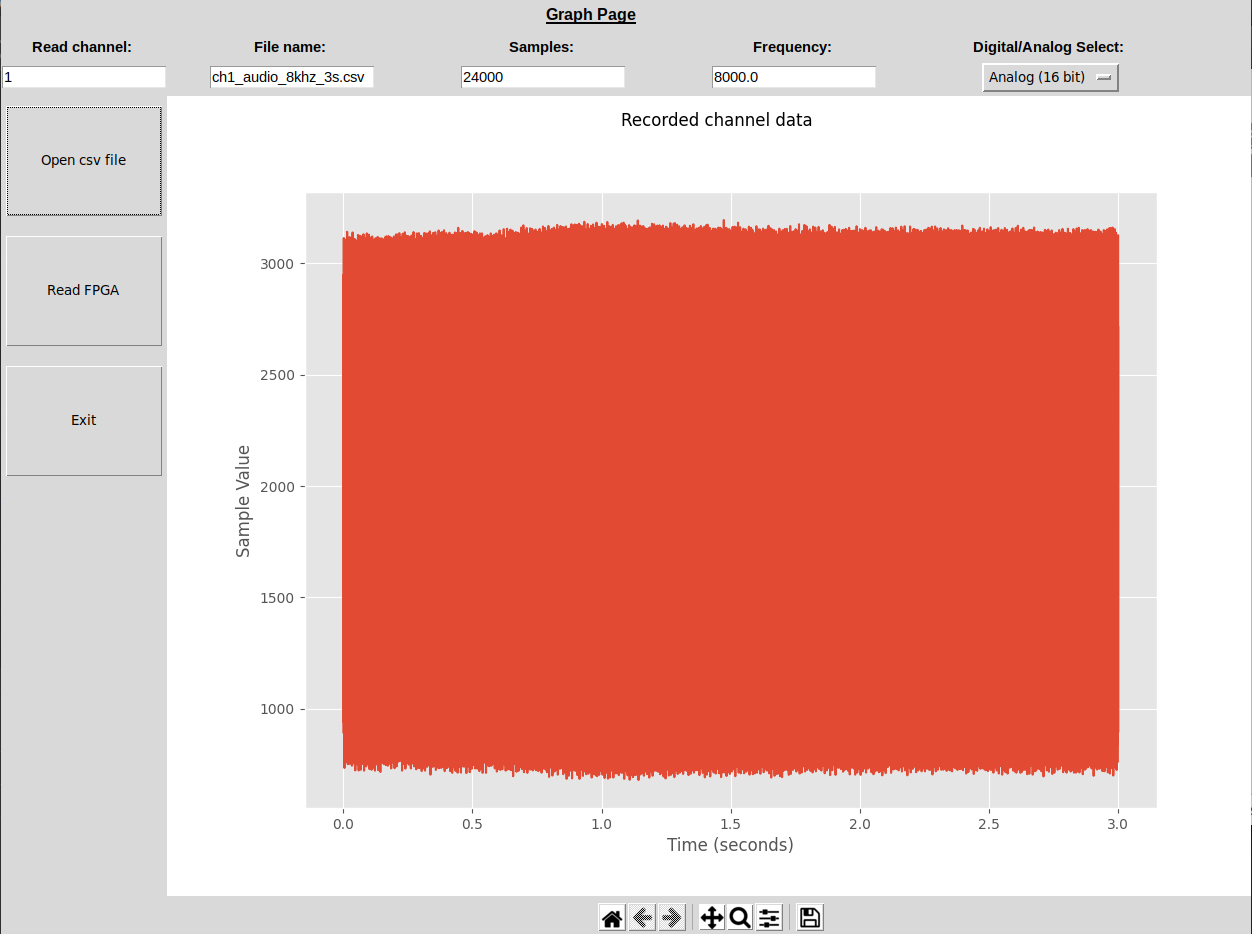 Graph Page
Read channel: File name: Samples: Frequency: Digital/Analog Select:
1 ch1_audio_8khz_3s.csv 24000 8000.0 Analog (16 bit)
Open csv file
Read FPGA
Exit
Recorded channel data
3000
2500
2000
1500
1000
Sample Value
0.0 0.5 1.0 1.5 2.0 2.5 3.0
Time (seconds)